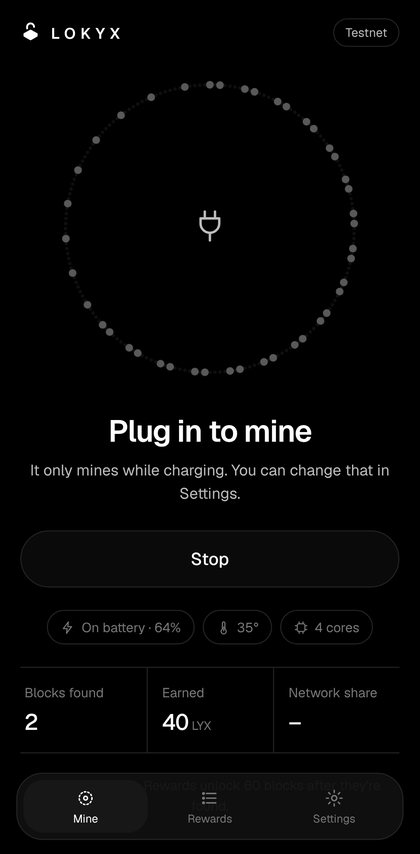 LOKYX
Testnet
Plug in to mine
It only mines while charging. You can change that in
Settings.
Stop
On battery · 64%
35°
4 cores
Blocks found
Earned
Network share
2
40 LYX
–
Rewards unlock 60 blocks after they're
found.
Mine
Rewards
Settings